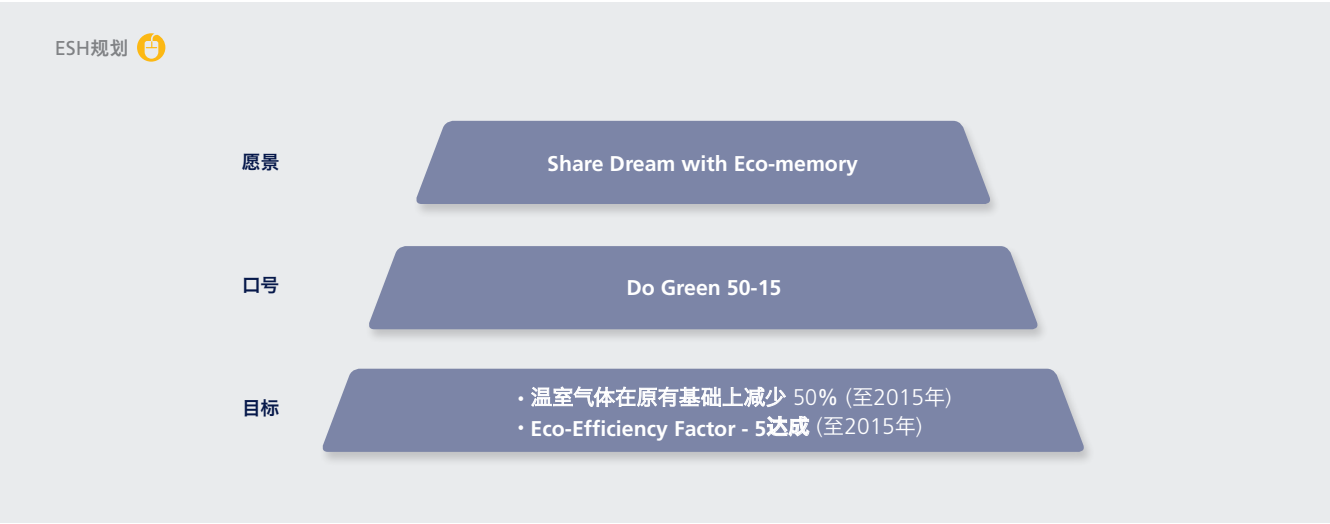 ESH规划
愿景
Share Dream with Eco-memory
口号
Do Green 50-15
目标
· 温室气体在原有基础上减少 50% (至2015年)
· Eco-Efficiency Factor - 5达成 (至2015年)